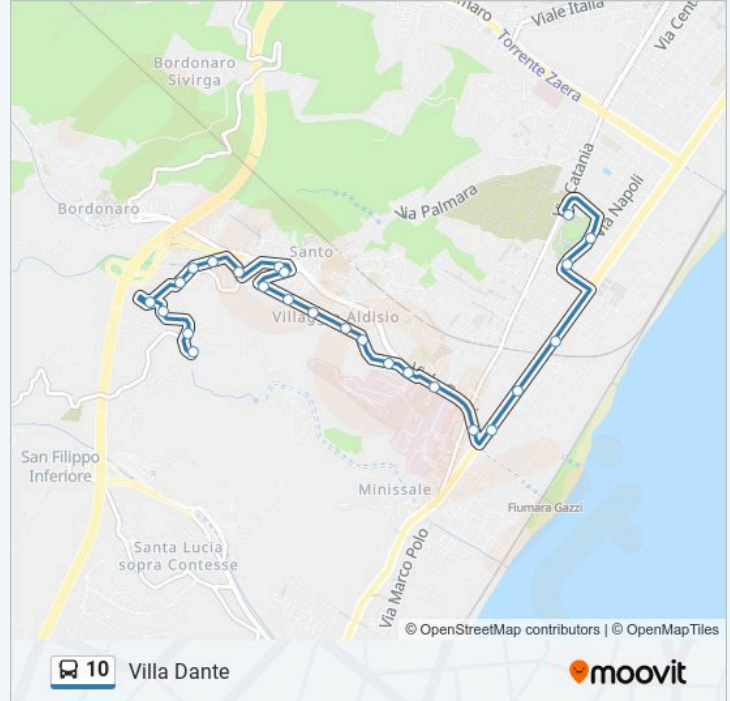 Viale Italia
Via Cent
maro
Torrente Zaera
Bordonaro
Sivirga
Via Catania
Via Palmara
Via Napoli
Bordonaro
Santo
Villaggio Aldisio
San Filippo
Inferiore
Minissale
Fiumara Gazzi
Santa Lucia
sopra Contesse
Via Marco Polo
© OpenStreetMap contributors | © OpenMapTiles
10 Villa Dante
moovit